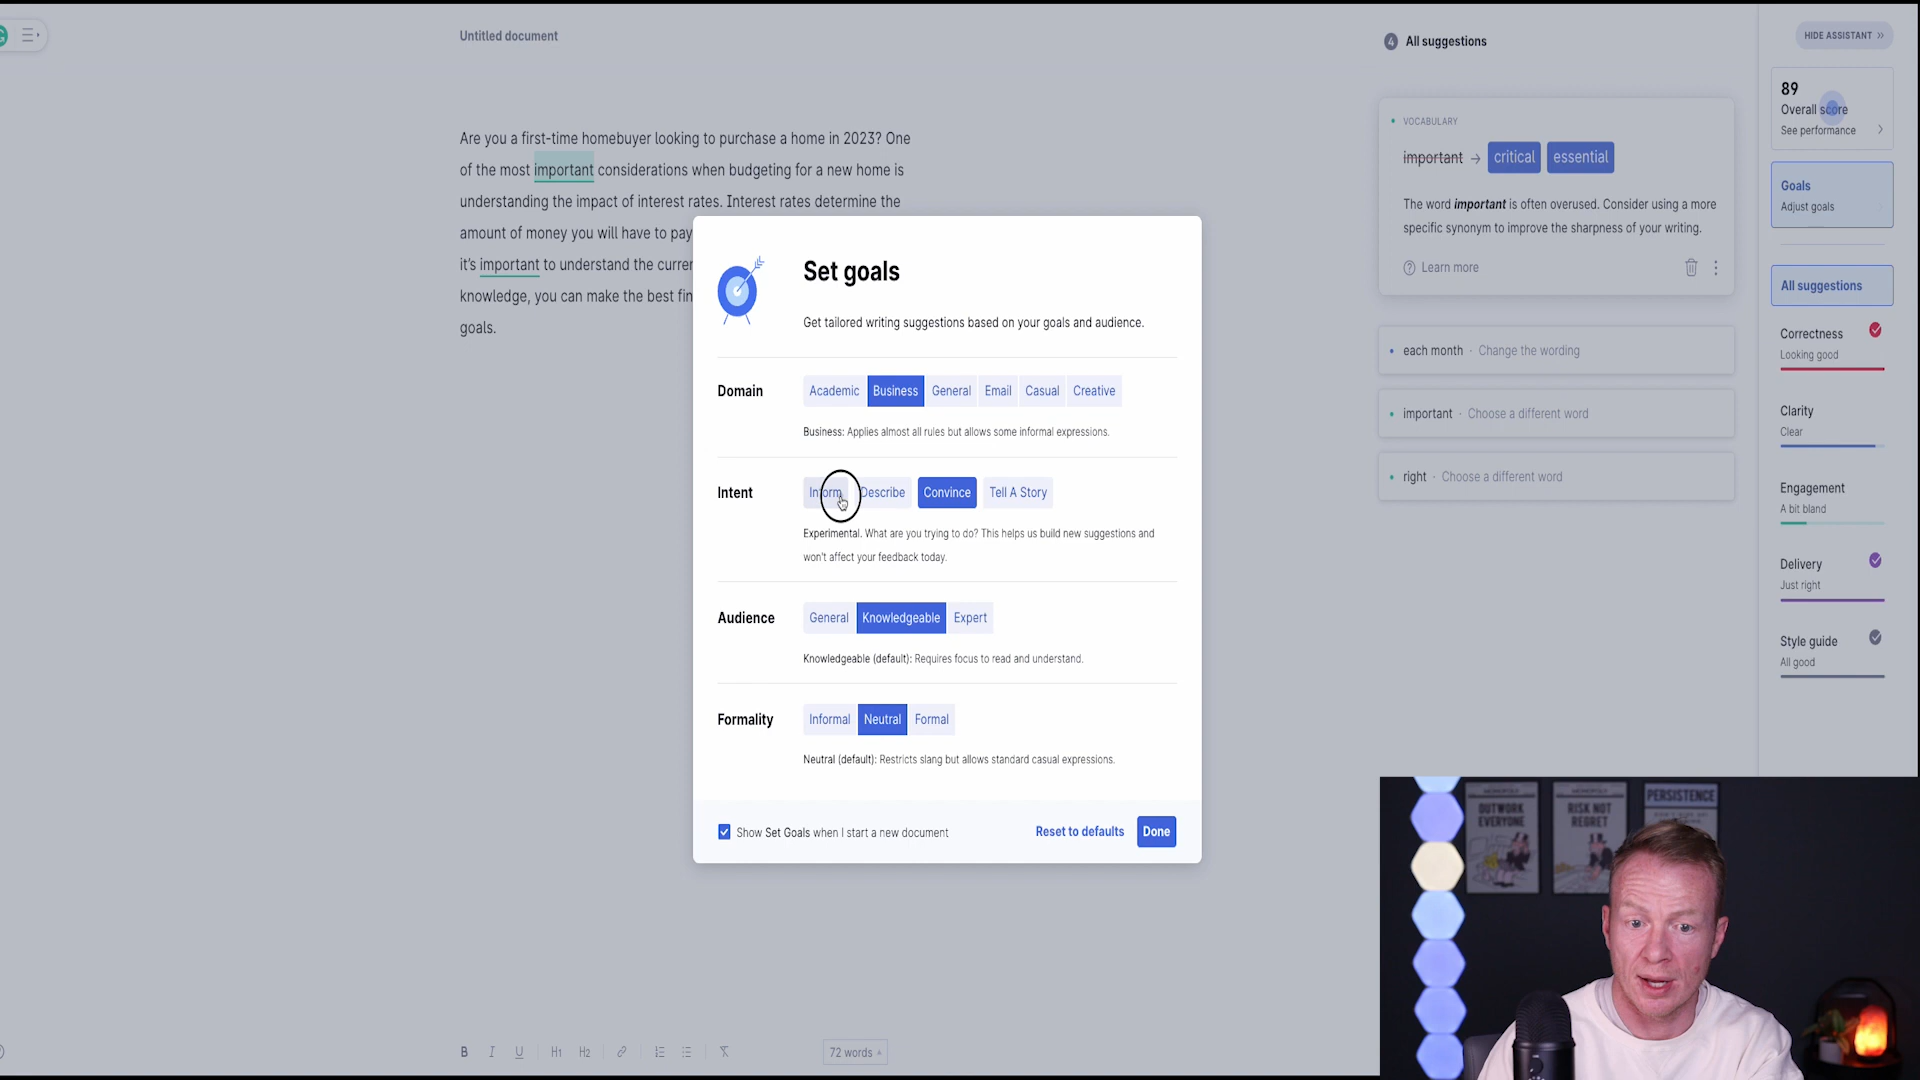 Untitled document
4 All suggestions
HIDE ASSISTANT »
Are you a first-time homebuyer looking to purchase a home in 2023? One
of the most important considerations when budgeting for a new home is
understanding the impact of interest rates. Interest rates determine the
amount of money you will have to pay
it's important to understand the curren
knowledge, you can make the best fin
goals.
VOCABULARY
important → critical essential
The word important is often overused. Consider using a more
specific synonym to improve the sharpness of your writing.
Learn more
each month · Change the wording
important · Choose a different word
right · Choose a different word
89
Overall score
See performance
Goals
Adjust goals
All suggestions
Correctness
Looking good
Clarity
Clear
Engagement
A bit bland
Delivery
Just right
Style guide
All good
Set goals
Get tailored writing suggestions based on your goals and audience.
Domain Academic Business General Email Casual Creative
Business: Applies almost all rules but allows some informal expressions.
Intent Inform Describe Convince Tell A Story
Experimental. What are you trying to do? This helps us build new suggestions and
won't affect your feedback today.
Audience General Knowledgeable Expert
Knowledgeable (default): Requires focus to read and understand.
Formality Informal Neutral Formal
Neutral (default): Restricts slang but allows standard casual expressions.
Show Set Goals when I start a new document Reset to defaults Done
B I U H1 H2
72 words
OUTWORK
EVERYONE
RISK NOT
REGRET
PERSISTENCE